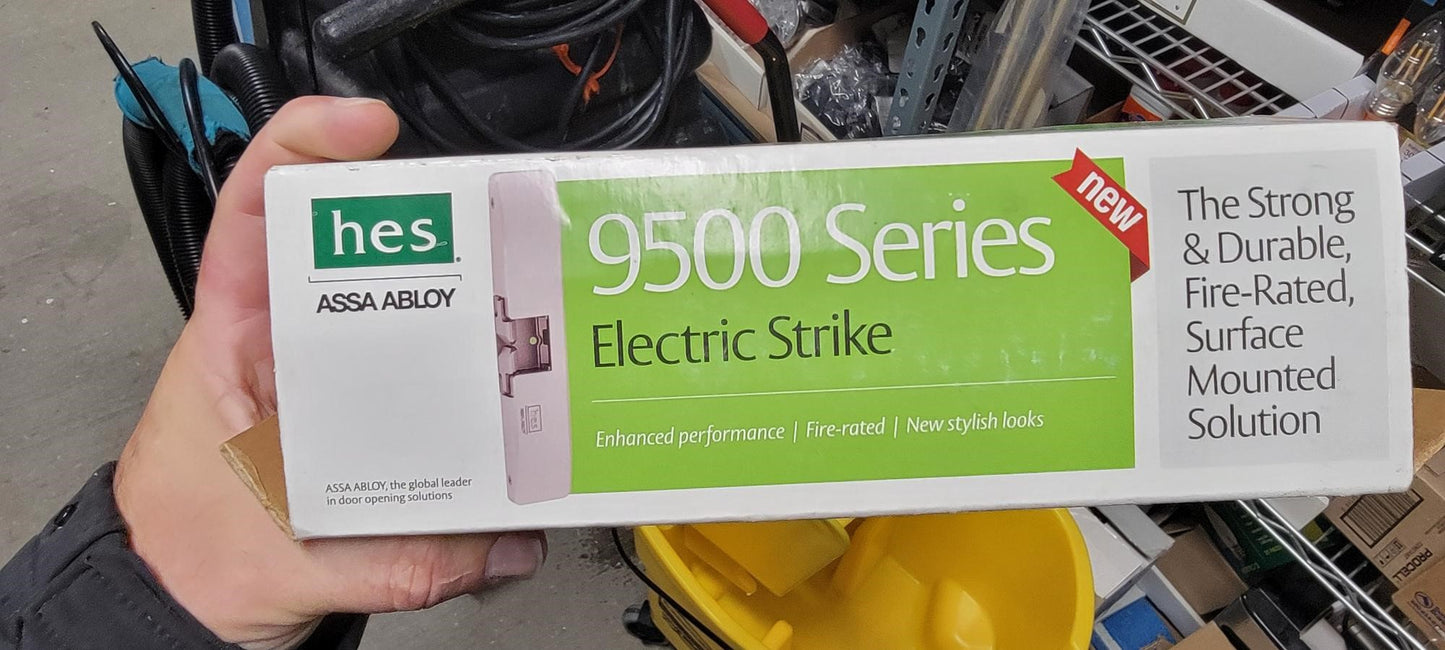 hes
ASSA ABLOY
ASSA ABLOY, the global leader
in door opening solutions
9500 Series
Electric Strike
Enhanced performance | Fire-rated | New stylish looks
new
The Strong
& Durable,
Fire-Rated,
Surface
Mounted
Solution
PROCELL